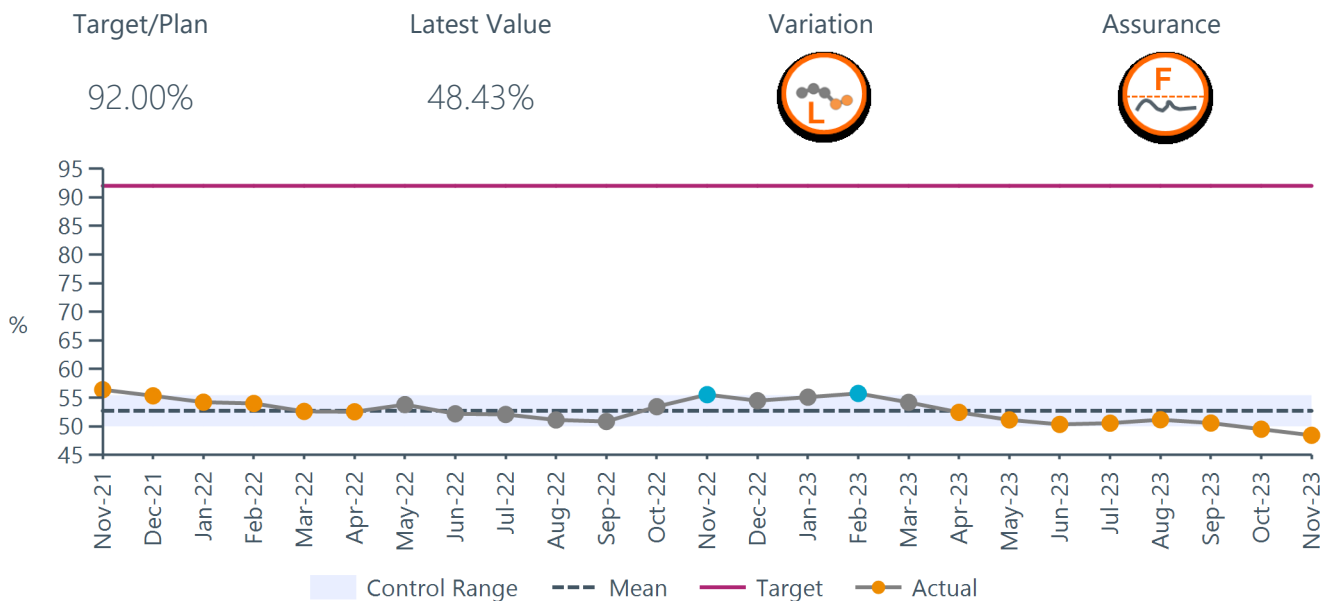 Target/Plan Latest Value Variation Assurance
92.00% 48.43%
L
F
95
90
85
80
75
70
65
60
55
50
45
%
Nov-21 Dec-21 Jan-22 Feb-22 Mar-22 Apr-22 May-22 Jun-22 Jul-22 Aug-22 Sep-22 Oct-22 Nov-22 Dec-22 Jan-23 Feb-23 Mar-23 Apr-23 May-23 Jun-23 Jul-23 Aug-23 Sep-23 Oct-23 Nov-23
Control Range Mean Target Actual